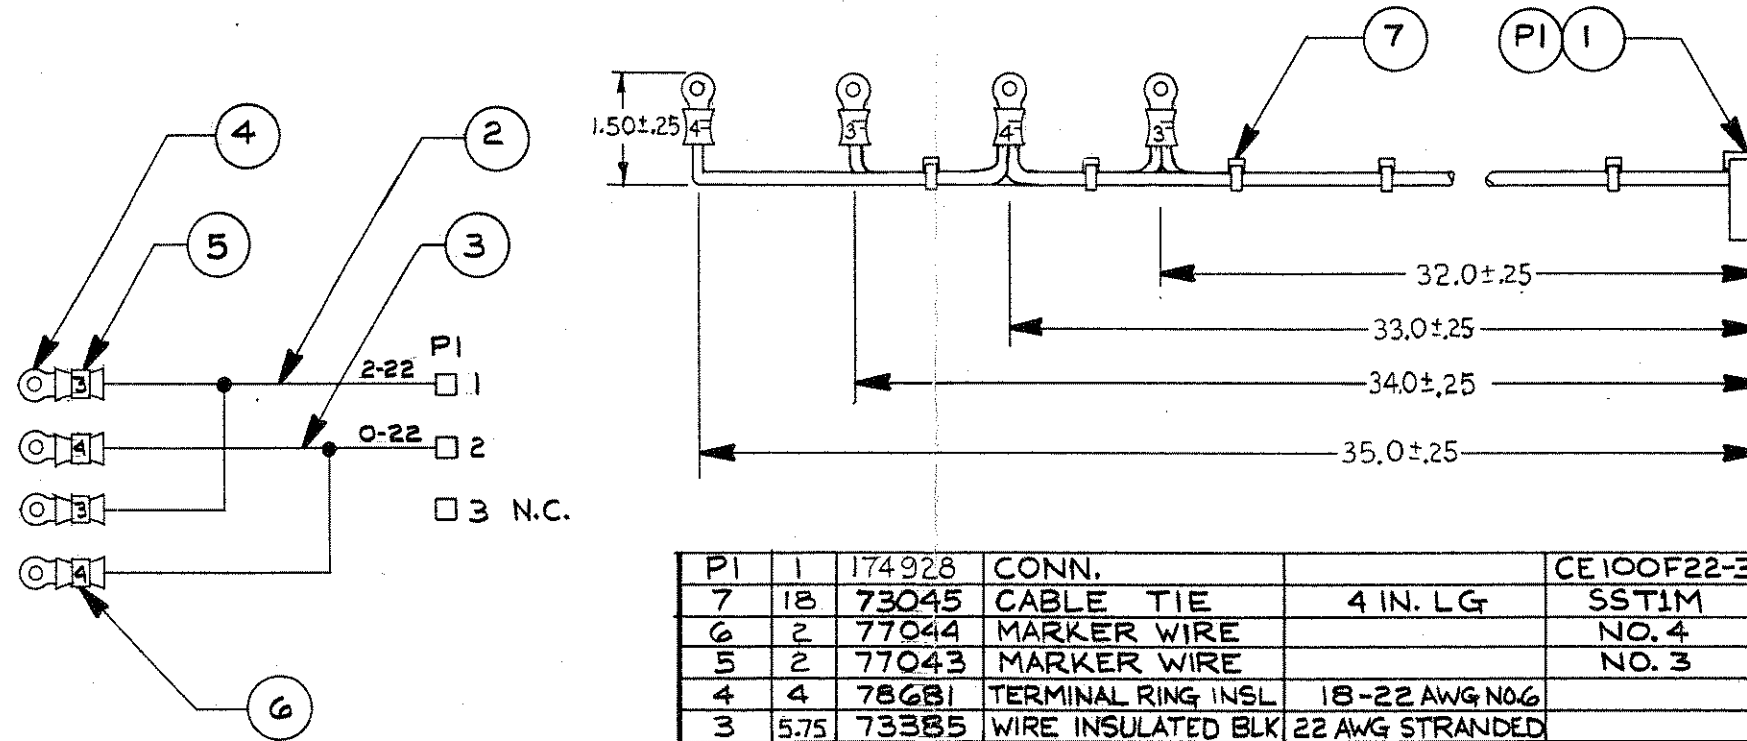 7
P1 1
4
2
1.50±.25
4
3
4
3
5
3
32.0±.25
33.0±.25
P1
2-22
3
1
34.0±.25
0-22
4
2
35.0±.25
3
3 N.C.
4
6
P1 1 174928 CONN. CE100F22-3
7 18 73045 CABLE TIE 4 IN. LG SST1M
6 2 77044 MARKER WIRE NO. 4
5 2 77043 MARKER WIRE NO. 3
4 4 78681 TERMINAL RING INSL 18-22 AWG NO.6
3 5.75 73385 WIRE INSULATED BLK 22 AWG STRANDED